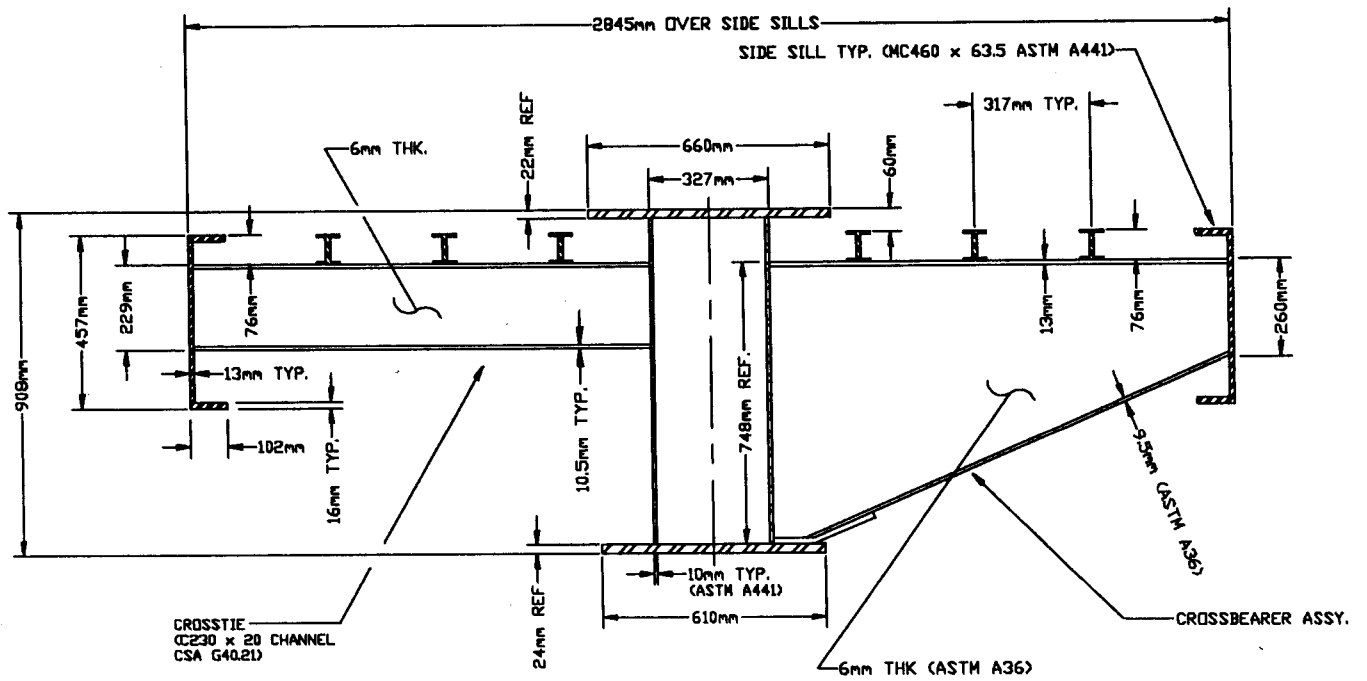 2845mm OVER SIDE SILLS
SIDE SILL TYP. (MC460 x 63.5 ASTM A441)
22mm REF
317mm TYP.
6mm THK.
660mm
60mm
327mm
457mm
229mm
76mm
13mm
76mm
260mm
908mm
13mm TYP.
748mm REF.
10.5mm TYP.
102mm
16mm TYP.
9.5mm (ASTM A36)
10mm TYP.
(ASTM A441)
24mm REF
610mm
CROSSTIE
(C230 x 20 CHANNEL
CSA G40.21)
CROSSBEARER ASSY.
6mm THK (ASTM A36)